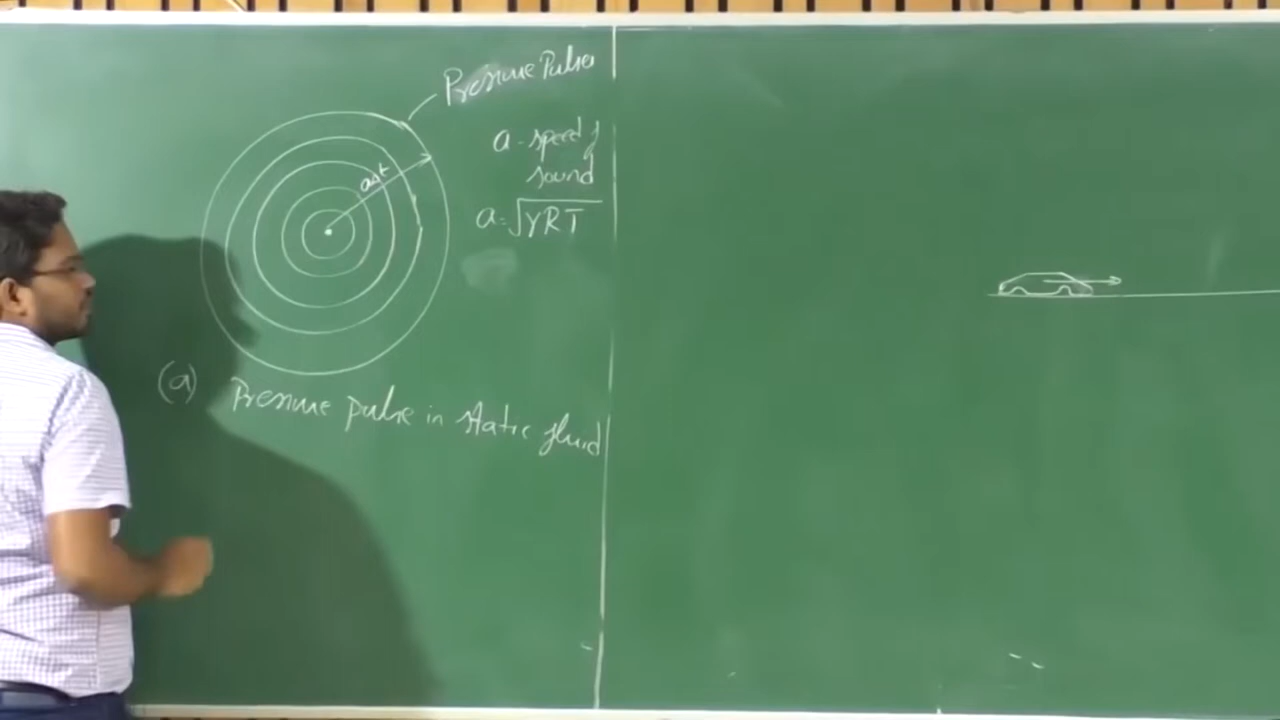 Pressure Pulse
a - speed of
sound
a = √γRT
aΔt
(a) Pressure pulse in static fluid